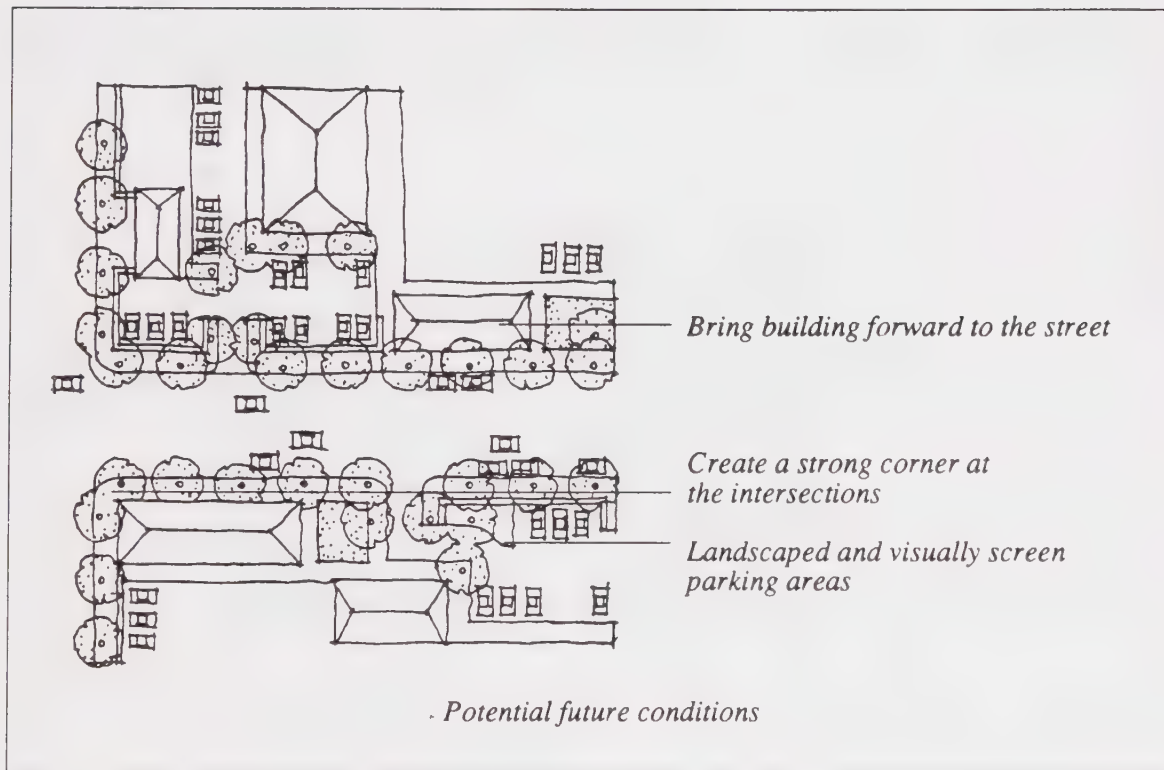 Bring building forward to the street
Create a strong corner at
the intersections
Landscaped and visually screen
parking areas
Potential future conditions